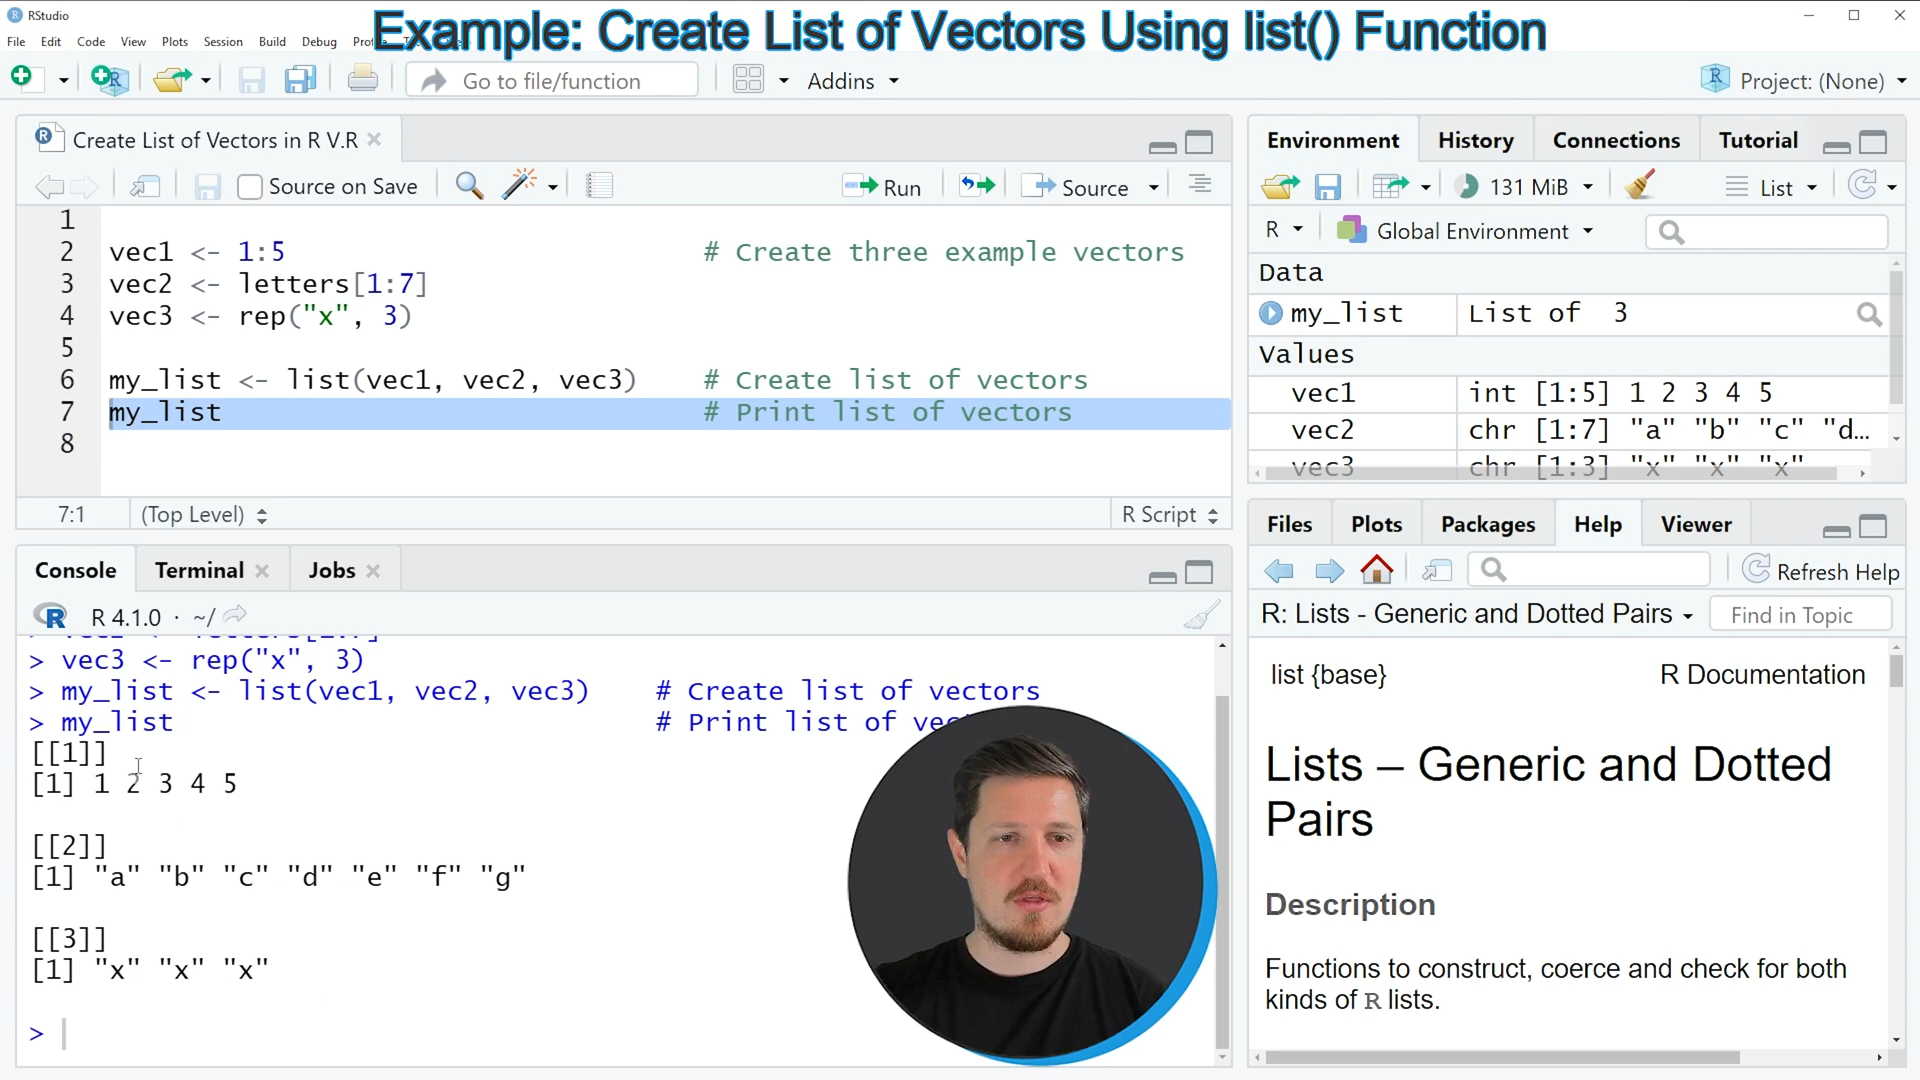 RStudio
Example: Create List of Vectors Using list() Function
File Edit Code View Plots Session Build Debug
Go to file/function
Addins
Project: (None)
Create List of Vectors in R V.R
Source on Save
Run
Source
1
2 vec1 <- 1:5 # Create three example vectors
3 vec2 <- letters[1:7]
4 vec3 <- rep("x", 3)
5
6 my_list <- list(vec1, vec2, vec3) # Create list of vectors
7 my_list # Print list of vectors
8
7:1 (Top Level) R Script
Console Terminal Jobs
R 4.1.0 · ~/
> vec3 <- rep("x", 3)
> my_list <- list(vec1, vec2, vec3) # Create list of vectors
> my_list # Print list of
[[1]]
[1] 1 2 3 4 5
[[2]]
[1] "a" "b" "c" "d" "e" "f" "g"
[[3]]
[1] "x" "x" "x"
>
Environment History Connections Tutorial
131 MiB List
R Global Environment
Data
my_list List of 3
Values
vec1 int [1:5] 1 2 3 4 5
vec2 chr [1:7] "a" "b" "c" "d…
vec3 chr [1:3] "x" "x" "x"
Files Plots Packages Help Viewer
Refresh Help
R: Lists - Generic and Dotted Pairs Find in Topic
list {base} R Documentation
Lists – Generic and Dotted
Pairs
Description
Functions to construct, coerce and check for both
kinds of R lists.